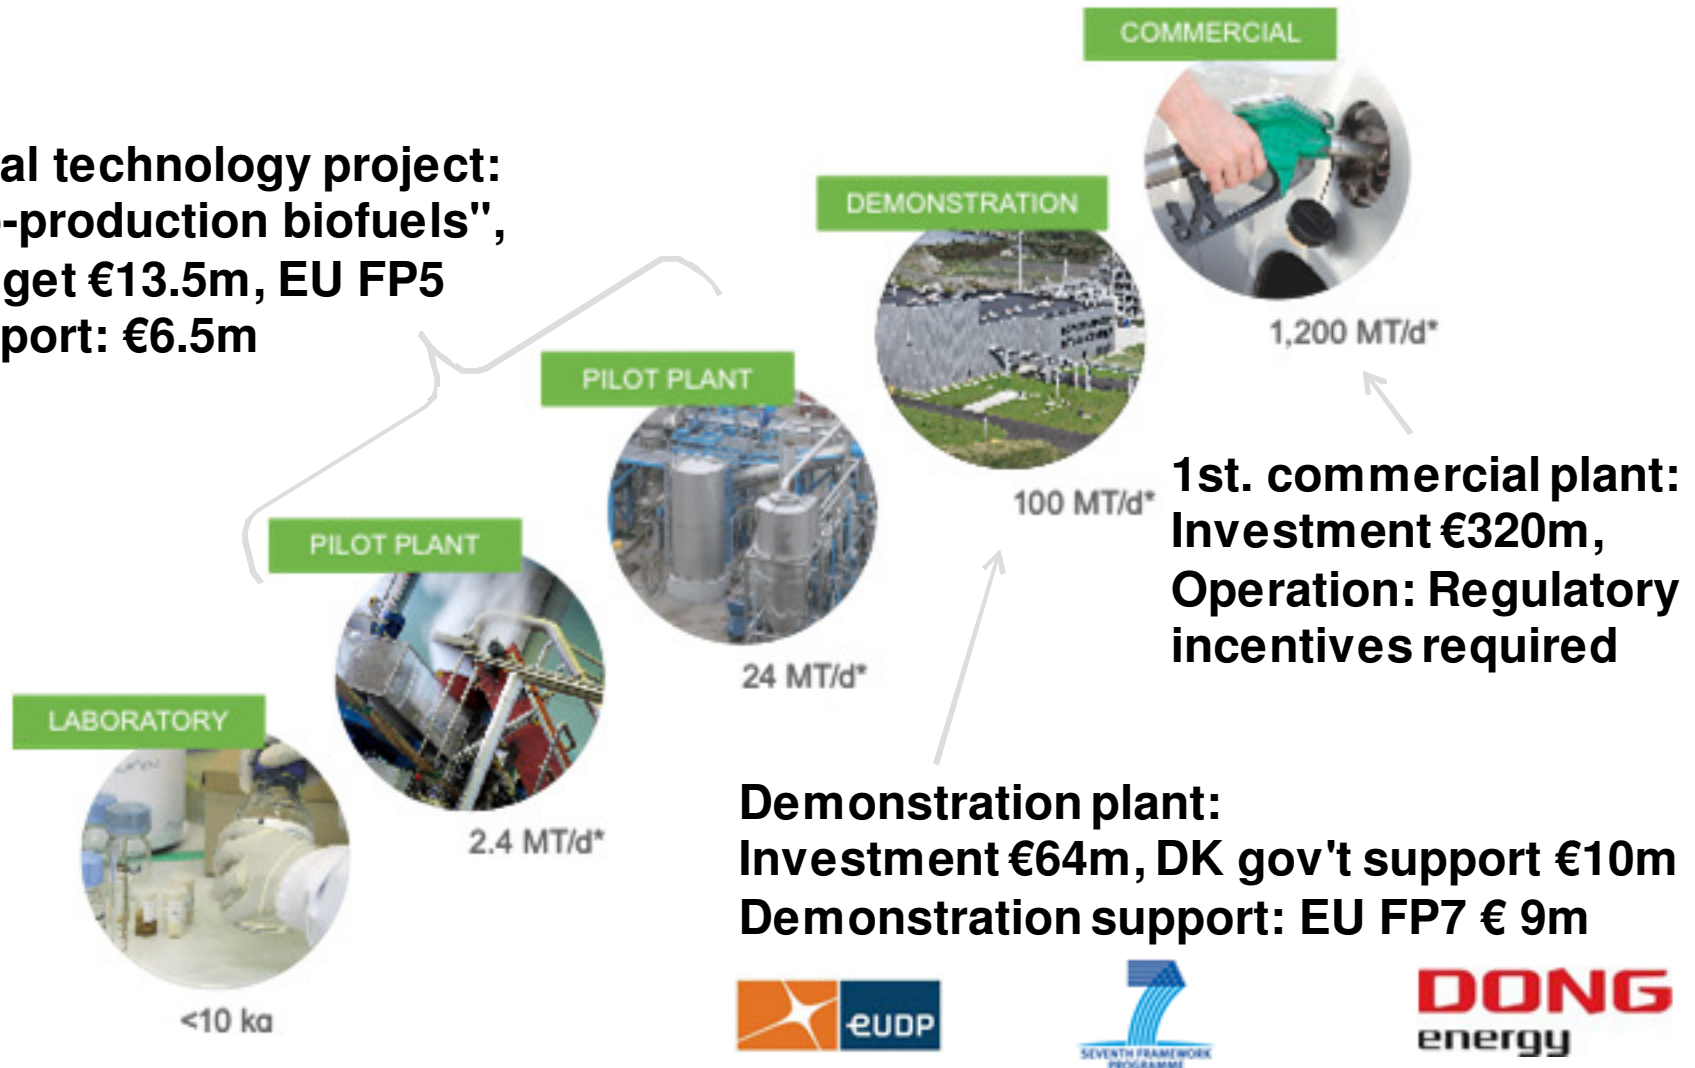 COMMERCIAL
al technology project:
-production biofuels",
get €13.5m, EU FP5
port: €6.5m
DEMONSTRATION
1,200 MT/d*
PILOT PLANT
100 MT/d*
1st. commercial plant:
Investment €320m,
Operation: Regulatory
incentives required
PILOT PLANT
24 MT/d*
LABORATORY
2.4 MT/d*
Demonstration plant:
Investment €64m, DK gov't support €10m
Demonstration support: EU FP7 € 9m
<10 kg
eUDP
7
SEVENTH FRAMEWORK
PROGRAMME
DONG
energy